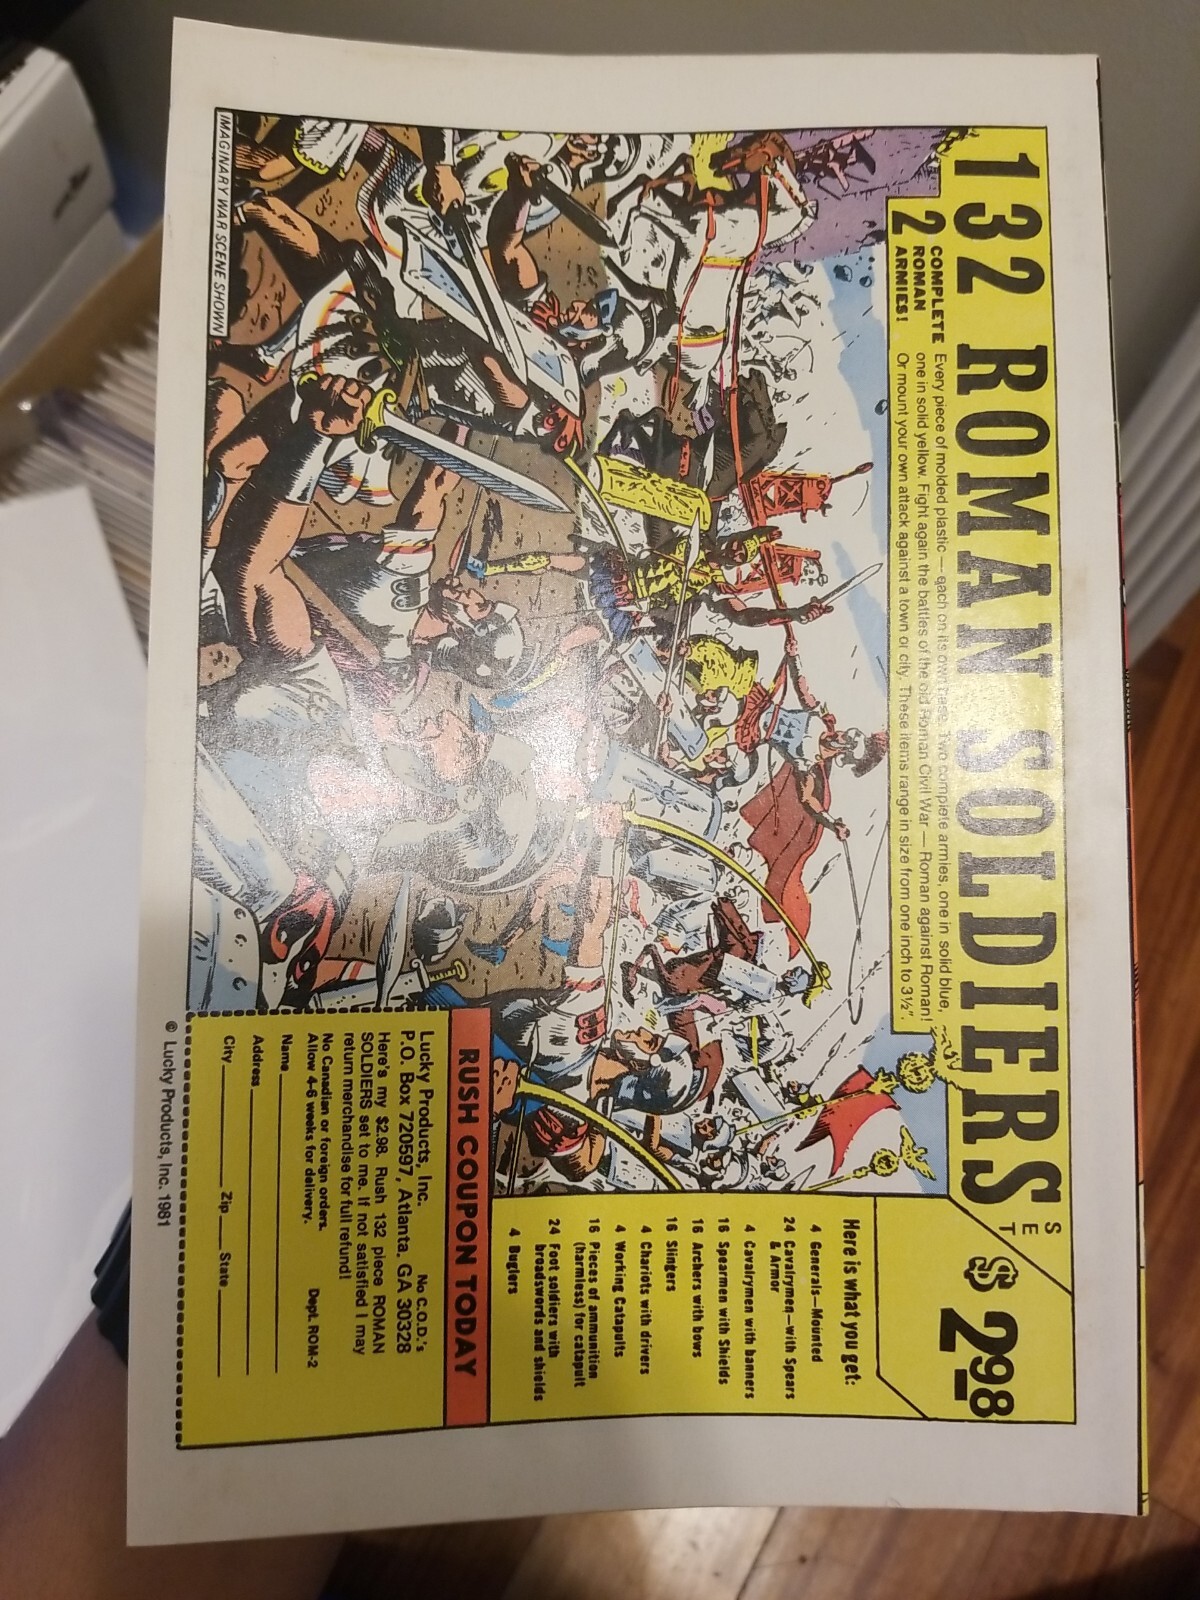 132 ROMAN SOLDIERS
SET
$2.98
2 COMPLETE ROMAN ARMIES!
Every piece of molded plastic — each on its own base. Two complete armies, one in solid blue,
one in solid yellow. Fight again the battles of the old Roman Civil War — Roman against Roman!
Or mount your own attack against a town or city. These items range in size from one inch to 3½".
Here is what you get:
4 Generals—Mounted
24 Cavalrymen—with Spears
& Armor
4 Cavalrymen with banners
16 Spearmen with Shields
16 Archers with bows
16 Slingers
4 Chariots with drivers
4 Working Catapults
16 Pieces of ammunition
(harmless) for catapult
24 Foot soldiers with
broadswords and shields
4 Buglers
RUSH COUPON TODAY
Lucky Products, Inc. No C.O.D.'s
P.O. Box 720597, Atlanta, GA 30328
Here's my $2.98. Rush 132 piece ROMAN
SOLDIERS set to me. If not satisfied I may
return merchandise for full refund!
No Canadian or foreign orders.
Allow 4-6 weeks for delivery. Dept. ROM-2
Name
Address
City Zip State
IMAGINARY WAR SCENE SHOWN
© Lucky Products, Inc. 1981